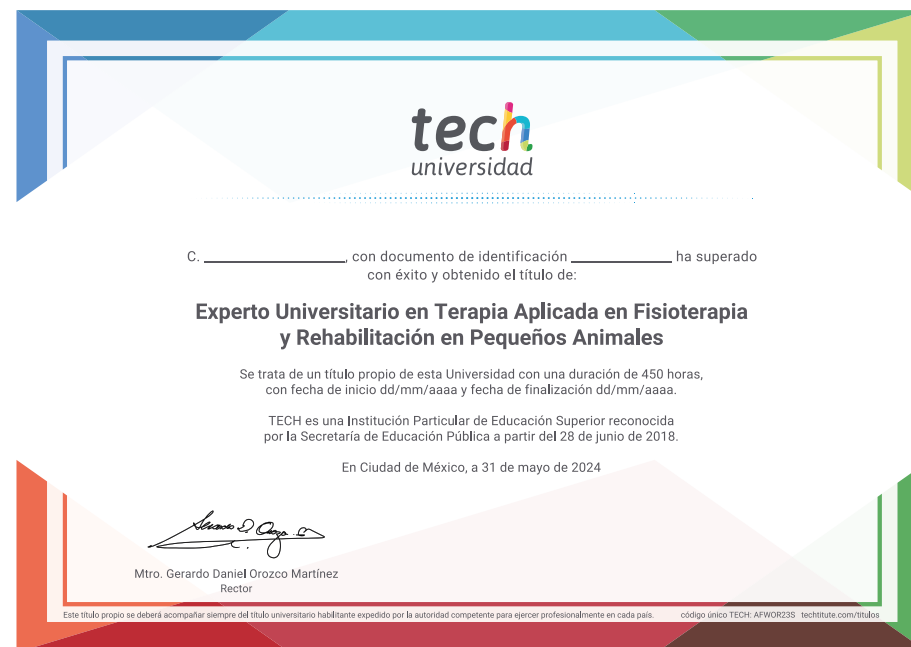 tech
universidad
C. ____________, con documento de identificación ____________ ha superado
con éxito y obtenido el título de:
Experto Universitario en Terapia Aplicada en Fisioterapia
y Rehabilitación en Pequeños Animales
Se trata de un título propio de esta Universidad con una duración de 450 horas,
con fecha de inicio dd/mm/aaaa y fecha de finalización dd/mm/aaaa.
TECH es una Institución Particular de Educación Superior reconocida
por la Secretaría de Educación Pública a partir del 28 de junio de 2018.
En Ciudad de México, a 31 de mayo de 2024
Mtro. Gerardo Daniel Orozco Martínez
Rector
Este título propio se deberá acompañar siempre del título universitario habilitante expedido por la autoridad competente para ejercer profesionalmente en cada país. código único TECH: AFWOR23S techtitute.com/titulos